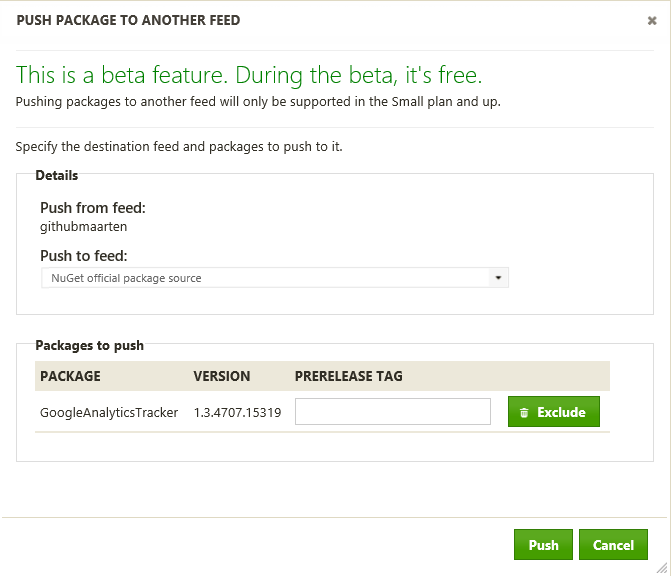 PUSH PACKAGE TO ANOTHER FEED
This is a beta feature. During the beta, it's free.
Pushing packages to another feed will only be supported in the Small plan and up.
Specify the destination feed and packages to push to it.
Details
Push from feed:
githubmaarten
Push to feed:
NuGet official package source
Packages to push
PACKAGE VERSION PRERELEASE TAG
GoogleAnalyticsTracker 1.3.4707.15319 Exclude
Push Cancel